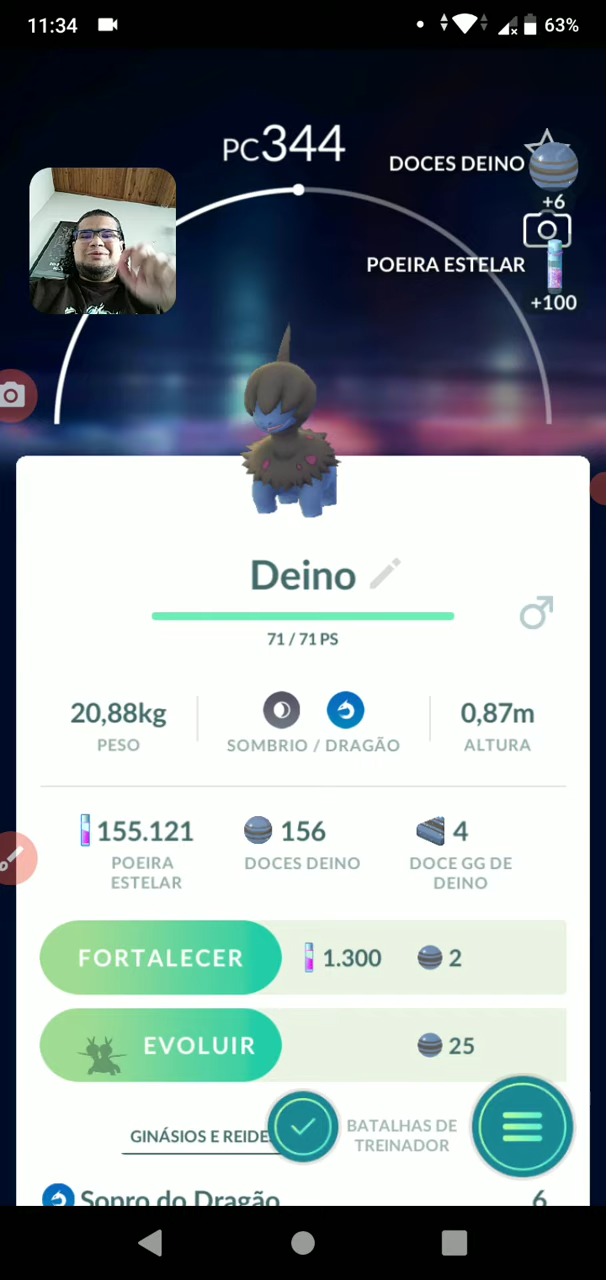 11:34
63%
PC344
DOCES DEINO
+6
POEIRA ESTELAR
+100
Deino
71 / 71 PS
20,88kg
PESO
SOMBRIO / DRAGÃO
0,87m
ALTURA
155.121
POEIRA
ESTELAR
156
DOCES DEINO
4
DOCE GG DE
DEINO
FORTALECER
1.300
2
EVOLUIR
25
GINÁSIOS E REIDE
BATALHAS DE
TREINADOR
Sopro do Dragão
6